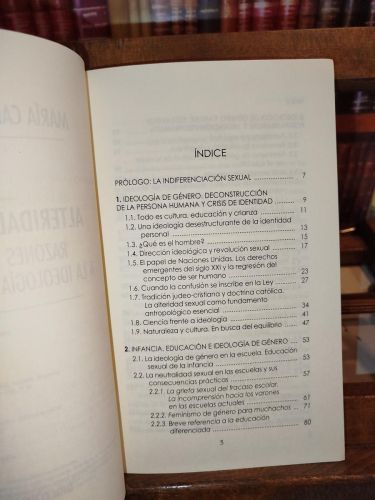 MARÍA CA
ALTERIDAD
RAZONES
IDEOLOGÍA
ÍNDICE
PRÓLOGO: LA INDIFERENCIACIÓN SEXUAL ........ 7
1. IDEOLOGÍA DE GÉNERO. DECONSTRUCCIÓN
DE LA PERSONA HUMANA Y CRISIS DE IDENTIDAD .. 9
1.1. Todo es cultura, educación y crianza ........ 11
1.2. Una ideología desestructurante de la identidad
personal ........ 13
1.3. ¿Qué es el hombre? ........ 15
1.4. Dirección ideológica y revolución sexual ........ 17
1.5. El papel de Naciones Unidas. Los derechos
emergentes del siglo XXI y la regresión del
concepto de ser humano ........ 23
1.6. Cuando la confusión se inscribe en la Ley ........ 27
1.7. Tradición judeo-cristiana y doctrina católica.
La alteridad sexual como fundamento
antropológico esencial ........ 34
1.8. Ciencia frente a ideología ........ 41
1.9. Naturaleza y cultura. En busca del equilibrio ........ 47
2. INFANCIA, EDUCACIÓN E IDEOLOGÍA DE GÉNERO ... 53
2.1. La ideología de género en la escuela. Educación
sexual de la infancia ........ 53
2.2. La neutralidad sexual en las escuelas y sus
consecuencias prácticas ........ 57
2.2.1. La griefa sexual del fracaso escolar.
La incomprensión hacia los varones
en las escuelas actuales ........ 61
2.2.2. Feminismo de género para muchachos .. 71
2.2.3. Breve referencia a la educación
diferenciada ........ 80
5